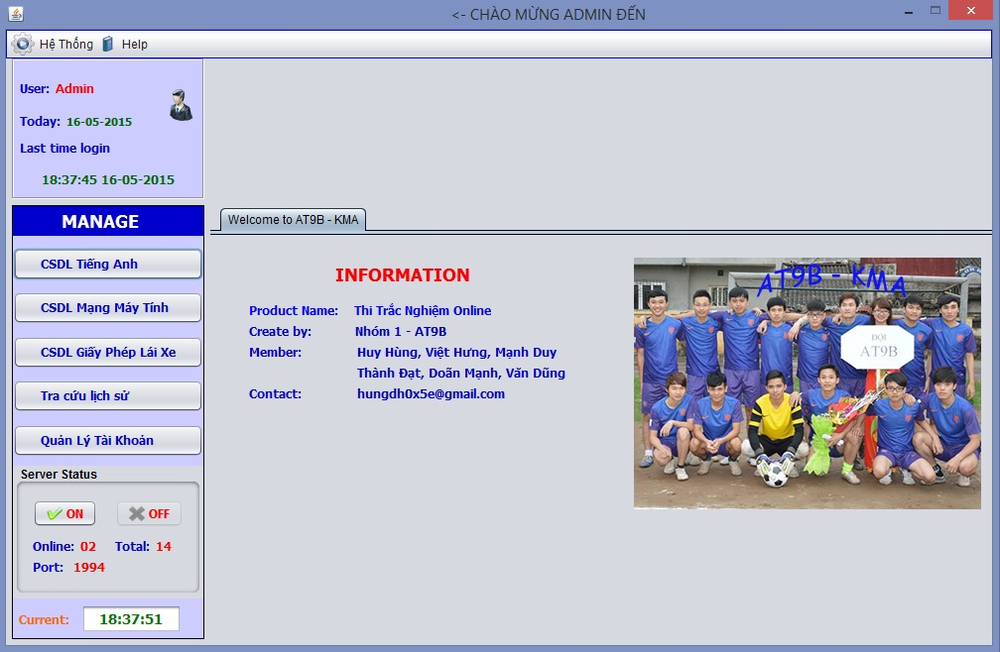 <- CHÀO MỪNG ADMIN ĐẾN
Hệ Thống Help
User: Admin
Today: 16-05-2015
Last time login
18:37:45 16-05-2015
MANAGE
CSDL Tiếng Anh
CSDL Mạng Máy Tính
CSDL Giấy Phép Lái Xe
Tra cứu lịch sử
Quản Lý Tài Khoản
Server Status
ON OFF
Online: 02 Total: 14
Port: 1994
Current: 18:37:51
Welcome to AT9B - KMA
INFORMATION
Product Name: Thi Trắc Nghiệm Online
Create by: Nhóm 1 - AT9B
Member: Huy Hùng, Việt Hưng, Mạnh Duy
Thành Đạt, Doãn Mạnh, Văn Dũng
Contact: hungdh0x5e@gmail.com
AT9B - KMA
ĐỘI
AT9B